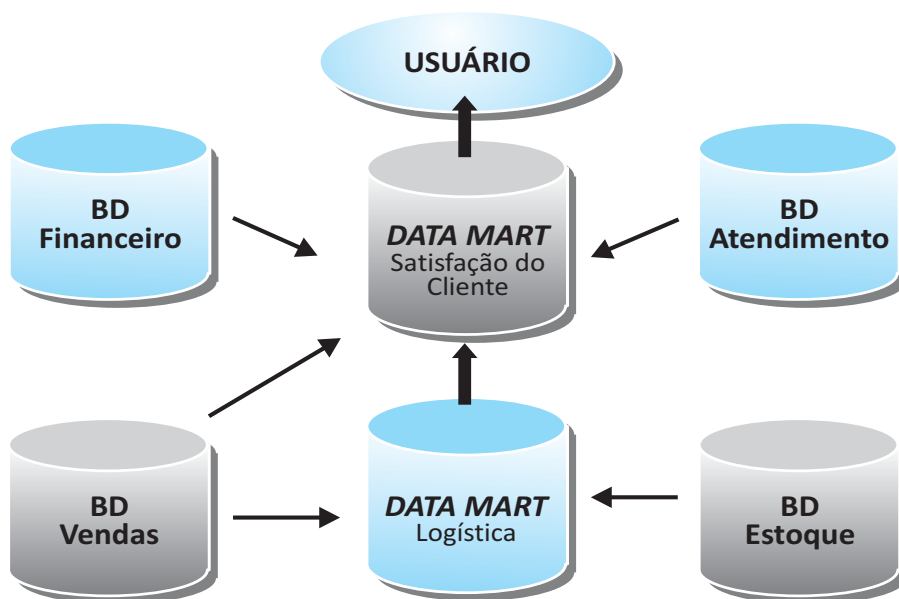 USUÁRIO
BD
Financeiro
DATA MART
Satisfação do
Cliente
BD
Atendimento
BD
Vendas
DATA MART
Logística
BD
Estoque